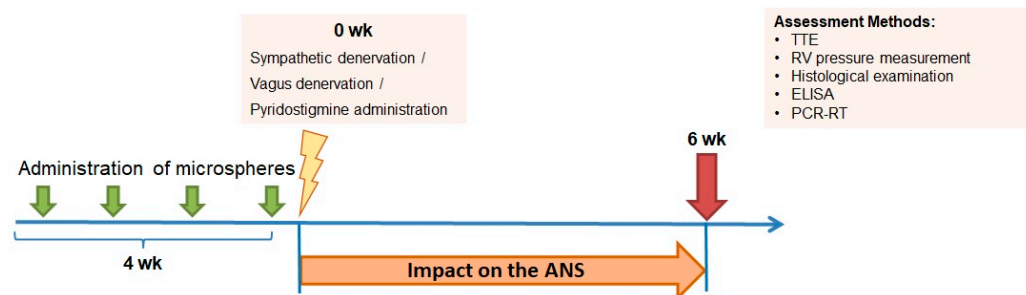 0 wk
Sympathetic denervation /
Vagus denervation /
Pyridostigmine administration
Assessment Methods:
• TTE
• RV pressure measurement
• Histological examination
• ELISA
• PCR-RT
Administration of microspheres
6 wk
4 wk
Impact on the ANS